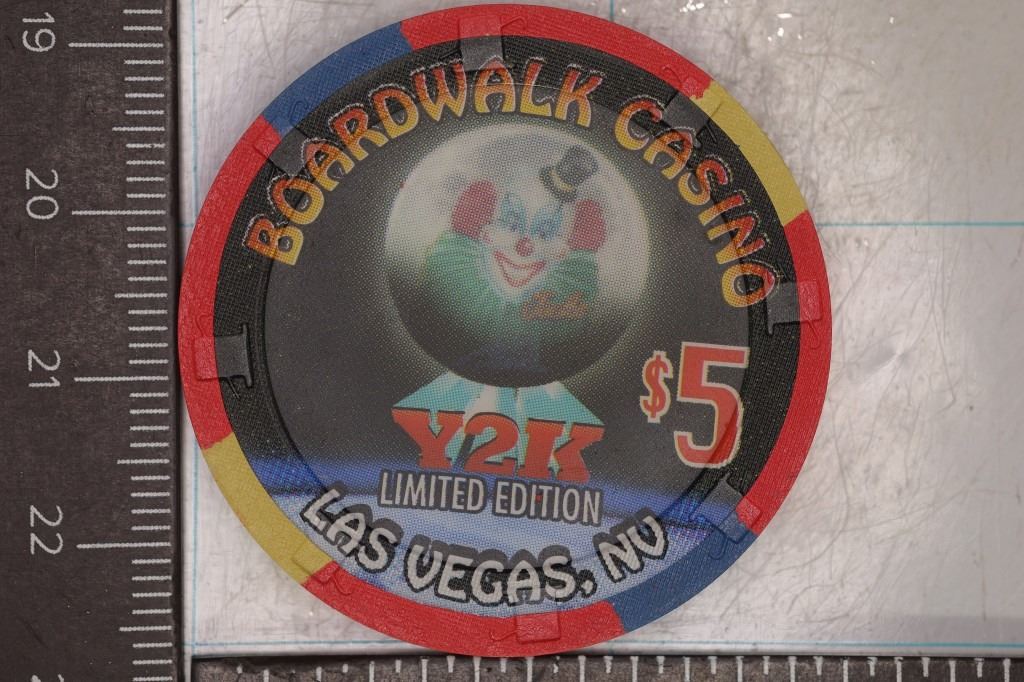 BOARDWALK CASINO
$5
Y2K
LIMITED EDITION
LAS VEGAS, NV
19
20
21
22